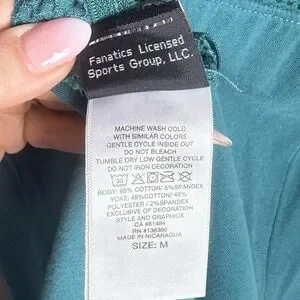 Fanatics Licensed
Sports Group, LLC.
MACHINE WASH COLD
WITH SIMILAR COLORS
GENTLE CYCLE INSIDE OUT
DO NOT BLEACH
TUMBLE DRY LOW GENTLE CYCLE
DO NOT IRON DECORATION
30
BODY: 95% COTTON/ 5%SPANDEX
YOKE: 49%COTTON/ 49%
POLYESTER / 2%SPANDEX
EXCLUSIVE OF DECORATION
STYLE AND GRAPHICS
CA #61484
RN #136380
MADE IN NICARAGUA
SIZE: M